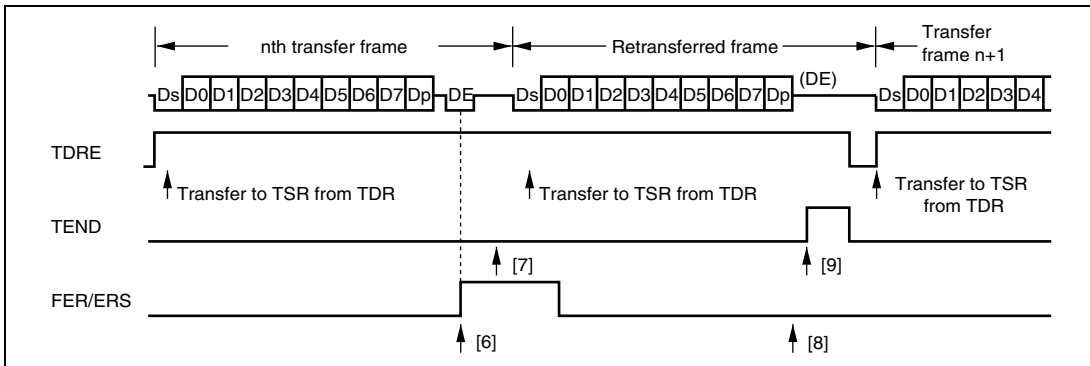 nth transfer frame
Retransferred frame
Transfer
frame n+1
Ds D0 D1 D2 D3 D4 D5 D6 D7 Dp DE
Ds D0 D1 D2 D3 D4 D5 D6 D7 Dp
(DE)
Ds D0 D1 D2 D3 D4
TDRE
Transfer to TSR from TDR
Transfer to TSR from TDR
Transfer to TSR
from TDR
TEND
[7]
[9]
FER/ERS
[6]
[8]